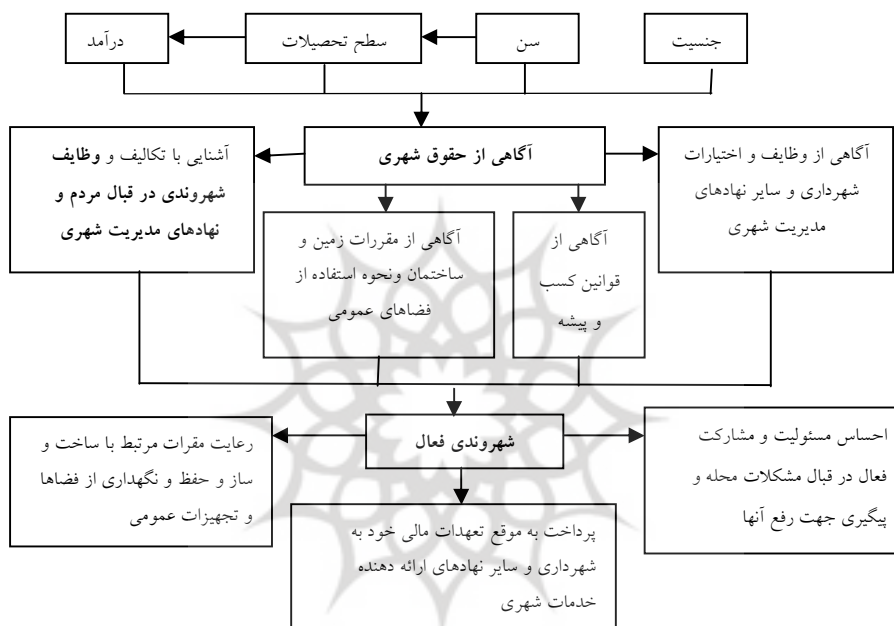 جنسیت
سن
سطح تحصیلات
درآمد
آگاهی از وظایف و اختیارات
شهرداری و سایر نهادهای
مدیریت شهری
آگاهی از حقوق شهری
آشنایی با تکالیف و وظایف
شهروندی در قبال مردم و
نهادهای مدیریت شهری
آگاهی از
قوانین کسب
و پیشه
آگاهی از مقررات زمین و
ساختمان ونحوه استفاده از
فضاهای عمومی
احساس مسئولیت و مشارکت
فعال در قبال مشکلات محله و
پیگیری جهت رفع آنها
شهروندی فعال
رعایت مقرات مرتبط با ساخت و
ساز و حفظ و نگهداری از فضاها
و تجهیزات عمومی
پرداخت به موقع تعهدات مالی خود به
شهرداری و سایر نهادهای ارائه دهنده
خدمات شهری